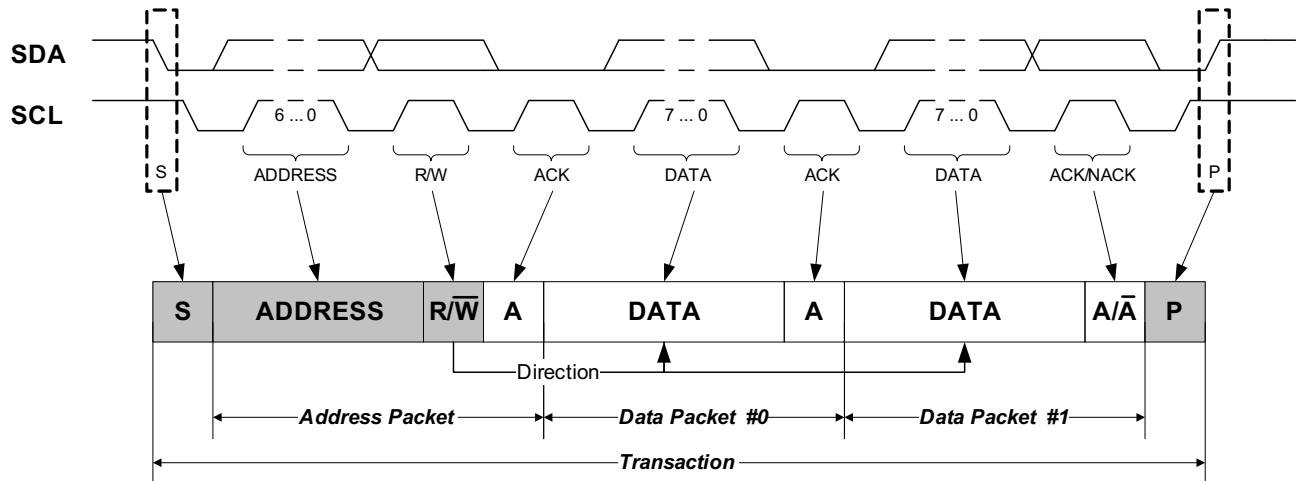 SDA
SCL
6 ... 0
7 ... 0
7 ... 0
S
ADDRESS
R/W
ACK
DATA
ACK
DATA
ACK/NACK
P
S
ADDRESS
R/W̅
A
DATA
A
DATA
A/A̅
P
Direction
Address Packet
Data Packet #0
Data Packet #1
Transaction